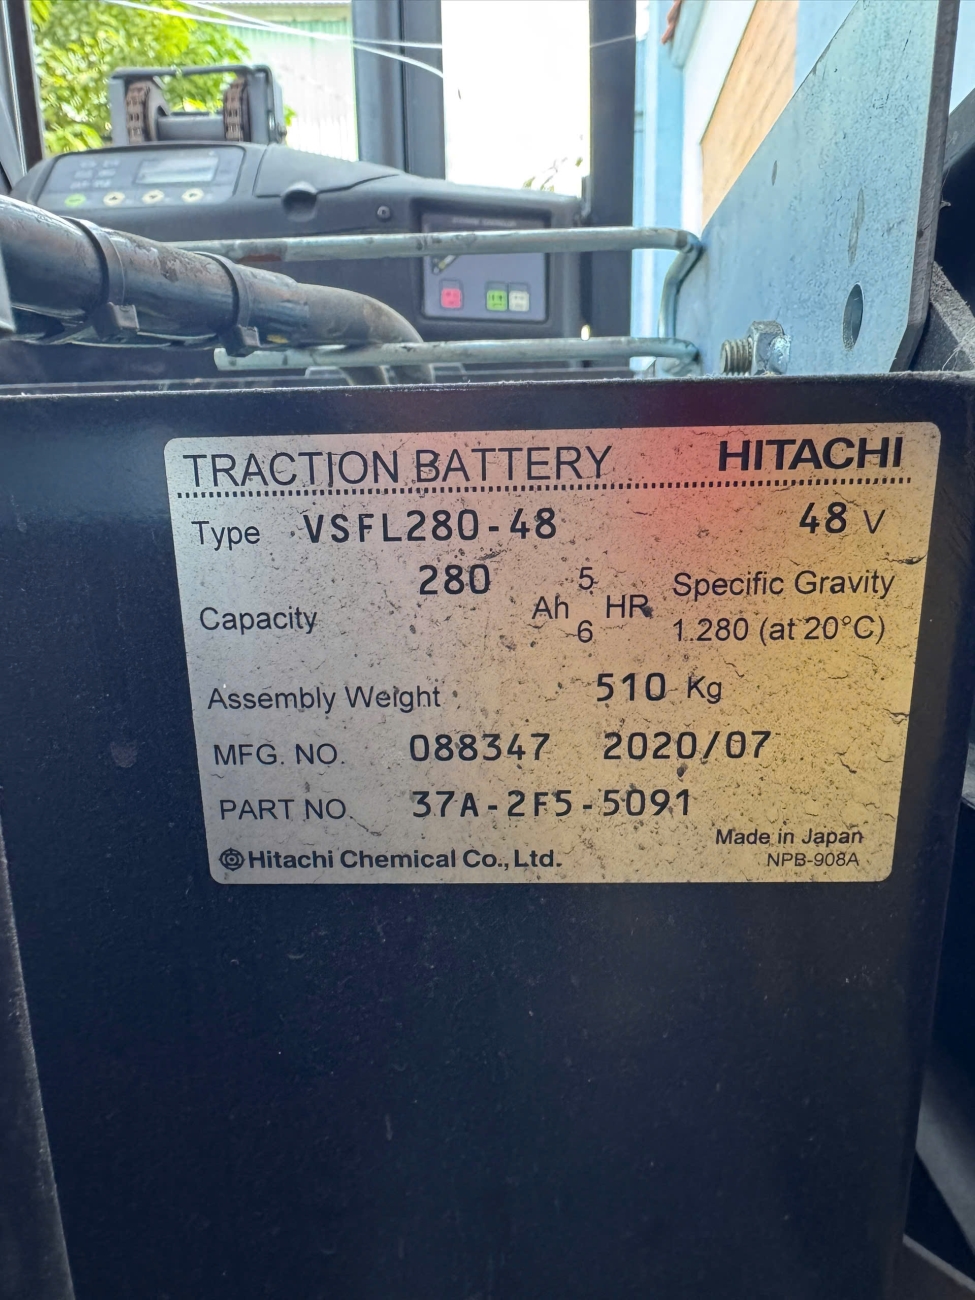 TRACTION BATTERY HITACHI
Type VSFL280-48 48 V
Capacity 280 Ah 5 6 HR Specific Gravity
1.280 (at 20°C)
Assembly Weight 510 Kg
MFG. NO. 088347 2020/07
PART NO. 37A-2F5-5091
Made in Japan
Hitachi Chemical Co., Ltd. NPB-908A